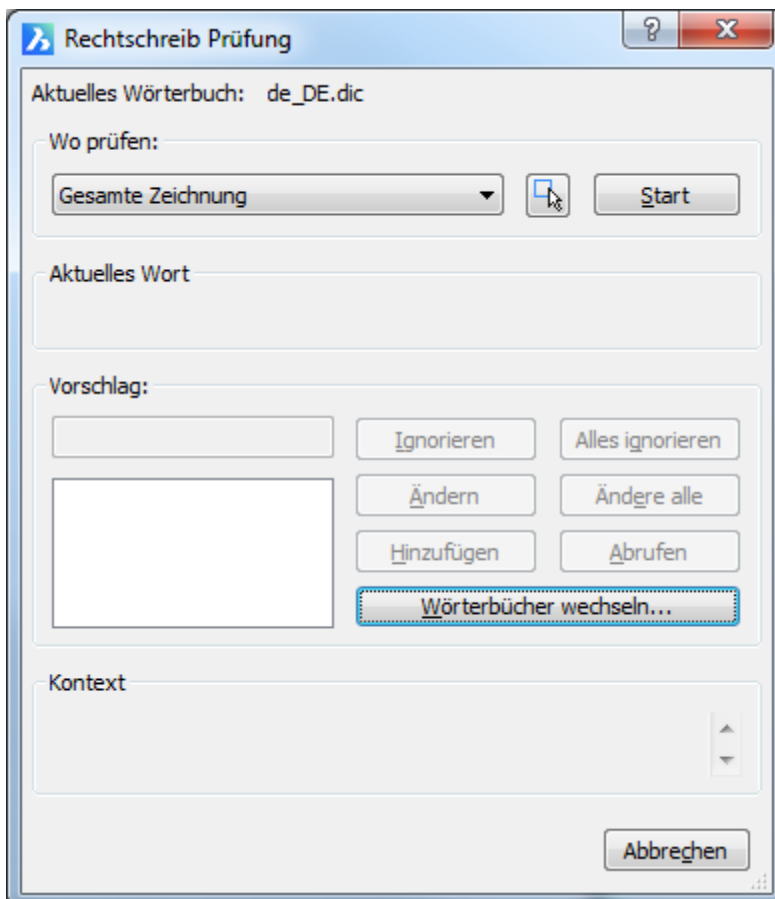 Rechtschreib Prüfung
Aktuelles Wörterbuch: de_DE.dic
Wo prüfen:
Gesamte Zeichnung Start
Aktuelles Wort
Vorschlag:
Ignorieren Alles ignorieren
Ändern Ändere alle
Hinzufügen Abrufen
Wörterbücher wechseln...
Kontext
Abbrechen